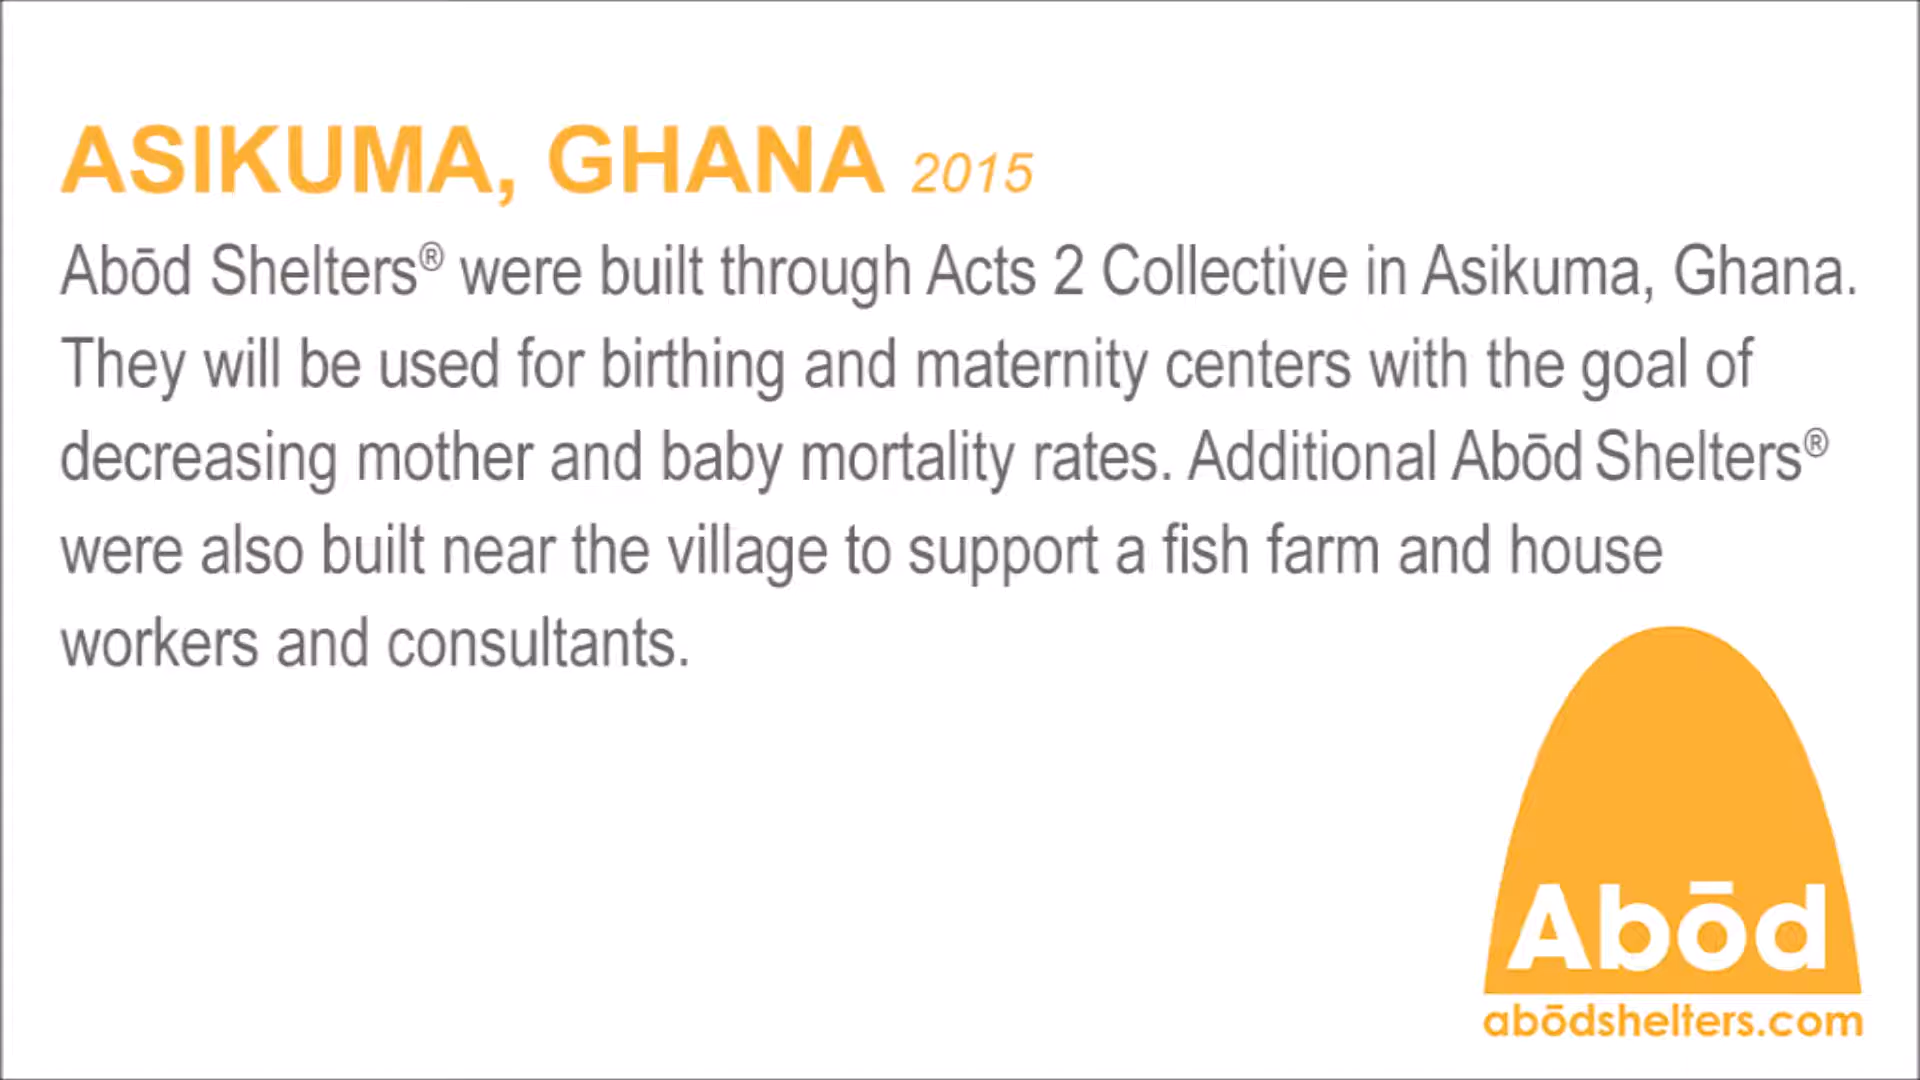 ASIKUMA, GHANA 2015
Abōd Shelters® were built through Acts 2 Collective in Asikuma, Ghana.
They will be used for birthing and maternity centers with the goal of
decreasing mother and baby mortality rates. Additional Abōd Shelters®
were also built near the village to support a fish farm and house
workers and consultants.
Abōd
abōdshelters.com